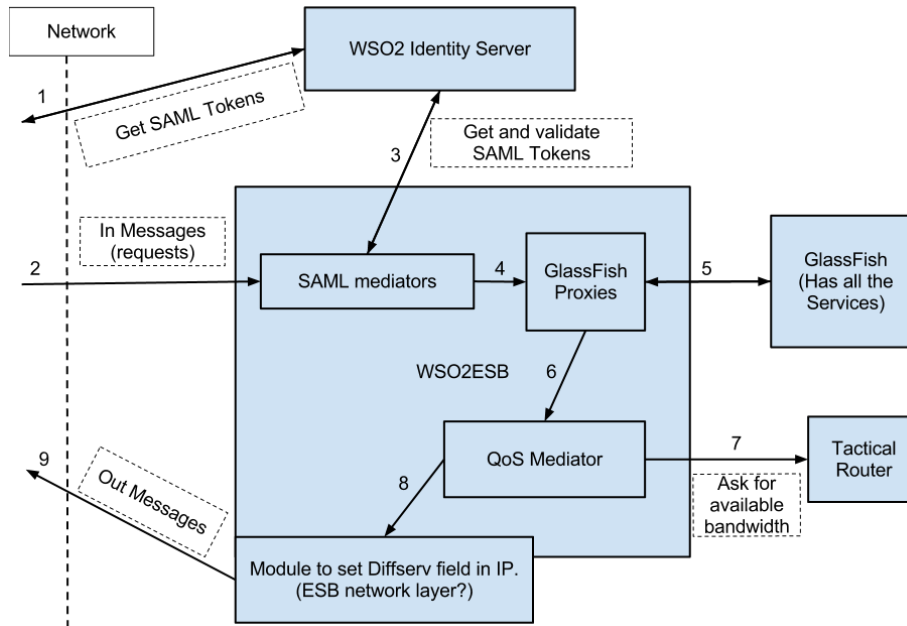 Network
WSO2 Identity Server
1
Get SAML Tokens
3
Get and validate
SAML Tokens
In Messages
(requests)
2
SAML mediators
4
GlassFish
Proxies
5
GlassFish
(Has all the
Services)
WSO2ESB
6
9
Out Messages
8
QoS Mediator
7
Ask for
available
bandwidth
Tactical
Router
Module to set Diffserv field in IP.
(ESB network layer?)